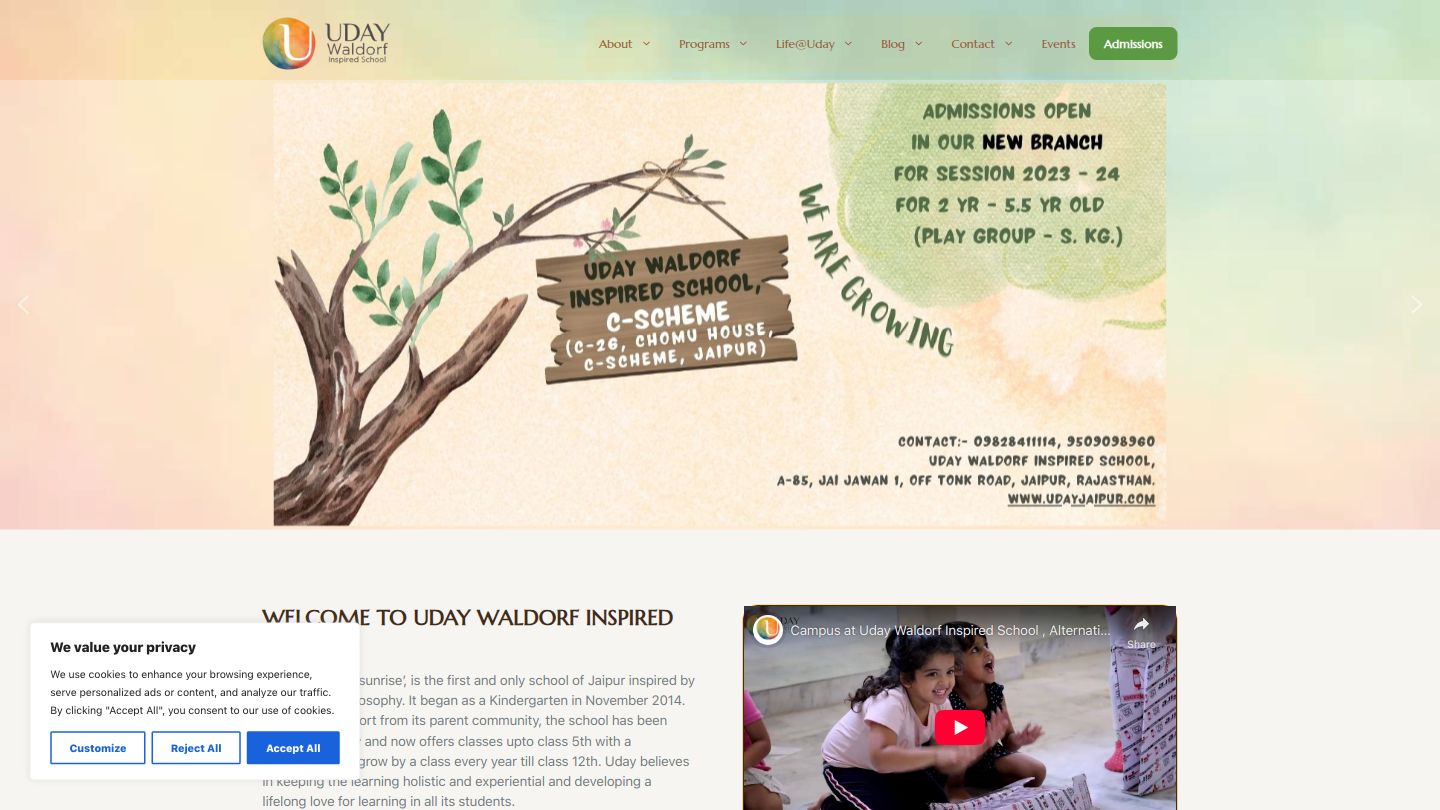 UDAY
Waldorf
Inspired School
About
Programs
Life@Uday
Blog
Contact
Events
Admissions
ADMISSIONS OPEN
IN OUR NEW BRANCH
FOR SESSION 2023 - 24
FOR 2 YR - 5.5 YR OLD
(PLAY GROUP - S. KG.)
WE ARE GROWING
UDAY WALDORF
INSPIRED SCHOOL,
C-SCHEME
(C-26, CHOMU HOUSE,
C-SCHEME, JAIPUR)
CONTACT:- 09828411114, 9509098960
UDAY WALDORF INSPIRED SCHOOL,
A-85, JAI JAWAN 1, OFF TONK ROAD, JAIPUR, RAJASTHAN.
WWW.UDAYJAIPUR.COM
WELCOME TO UDAY WALDORF INSPIRED
sunrise’, is the first and only school of Jaipur inspired by
It began as a Kindergarten in November 2014.
from its parent community, the school has been
and now offers classes upto class 5th with a
grow by a class every year till class 12th. Uday believes
in keeping the learning holistic and experiential and developing a
lifelong love for learning in all its students.
Campus at Uday Waldorf Inspired School , Alternati...
Share
We value your privacy
We use cookies to enhance your browsing experience,
serve personalized ads or content, and analyze our traffic.
By clicking "Accept All", you consent to our use of cookies.
Customize
Reject All
Accept All